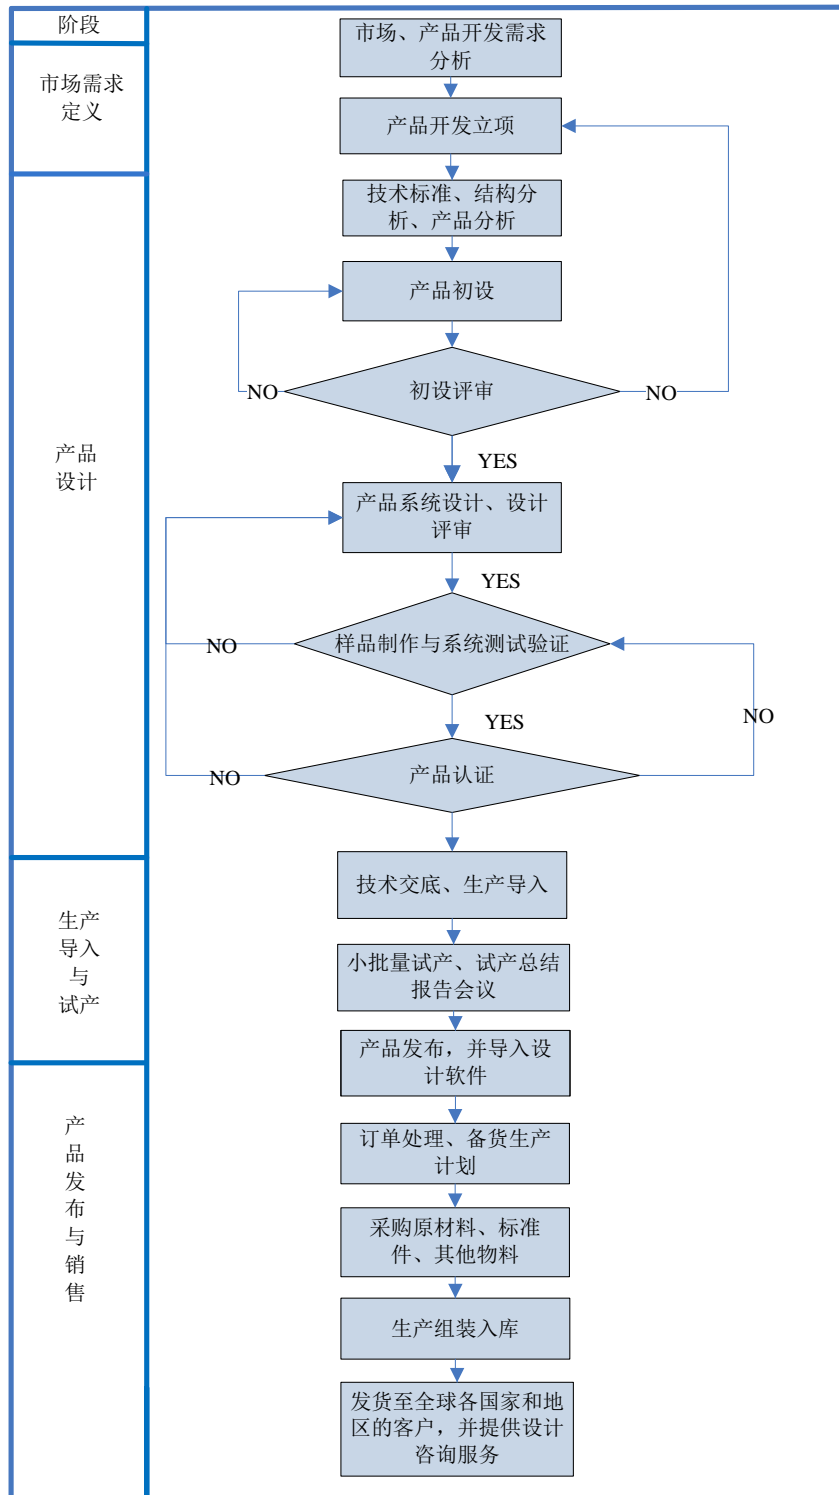 阶段
市场、产品开发需求
分析
市场需求
定义
产品开发立项
技术标准、结构分
析、产品分析
产品初设
初设评审
NO
NO
产品
设计
YES
产品系统设计、设计
评审
YES
样品制作与系统测试验证
NO
YES
NO
产品认证
NO
技术交底、生产导入
生产
导入
与
试产
小批量试产、试产总结
报告会议
产品发布，并导入设
计软件
产
品
发
布
与
销
售
订单处理、备货生产
计划
采购原材料、标准
件、其他物料
生产组装入库
发货至全球各国家和地
区的客户，并提供设计
咨询服务